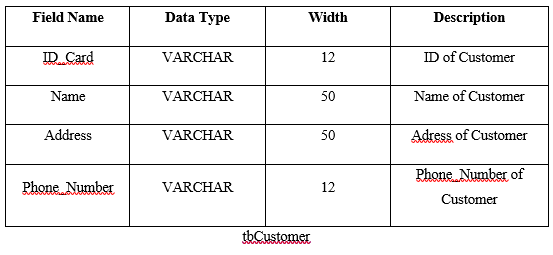 Field Name Data Type Width Description
ID_Card VARCHAR 12 ID of Customer
Name VARCHAR 50 Name of Customer
Address VARCHAR 50 Adress of Customer
Phone_Number VARCHAR 12 Phone_Number of
Customer
tbCustomer